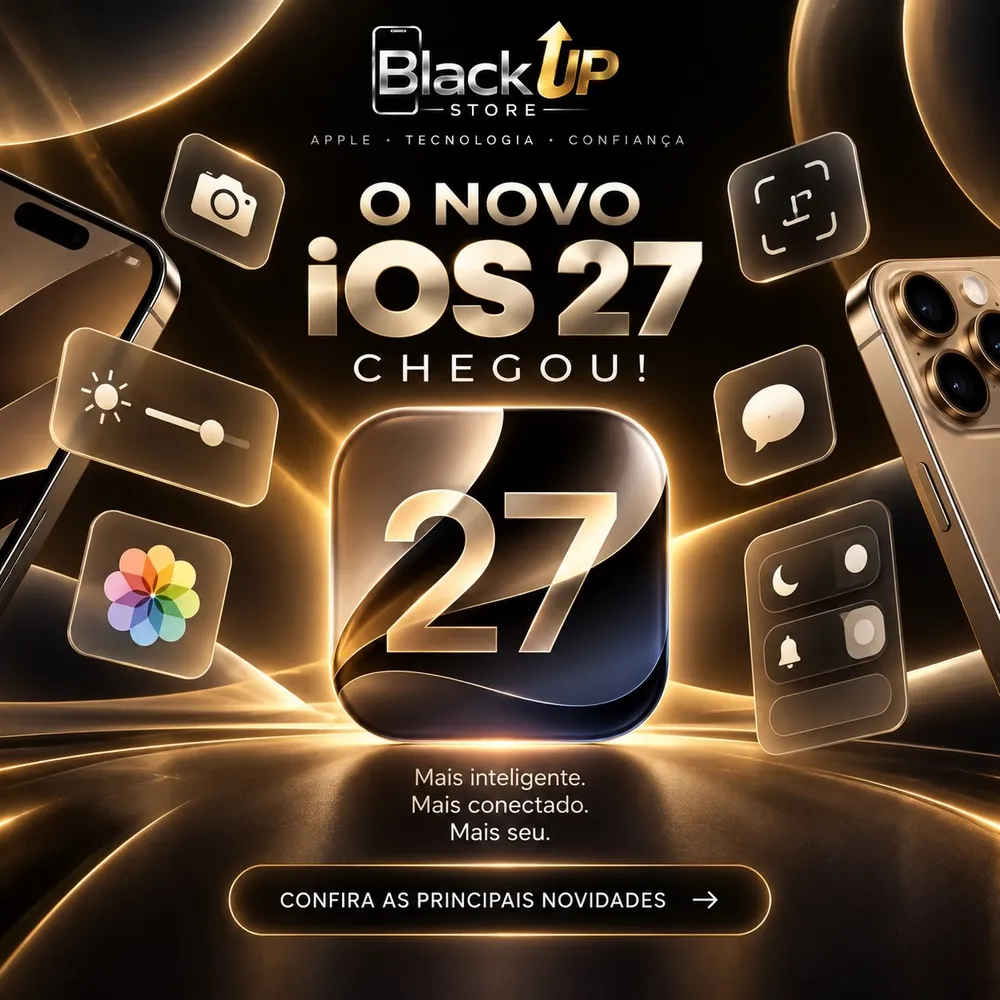 BlackUP
STORE
APPLE • TECNOLOGIA • CONFIANÇA
O NOVO
iOS 27
CHEGOU!
27
Mais inteligente.
Mais conectado.
Mais seu.
CONFIRA AS PRINCIPAIS NOVIDADES →